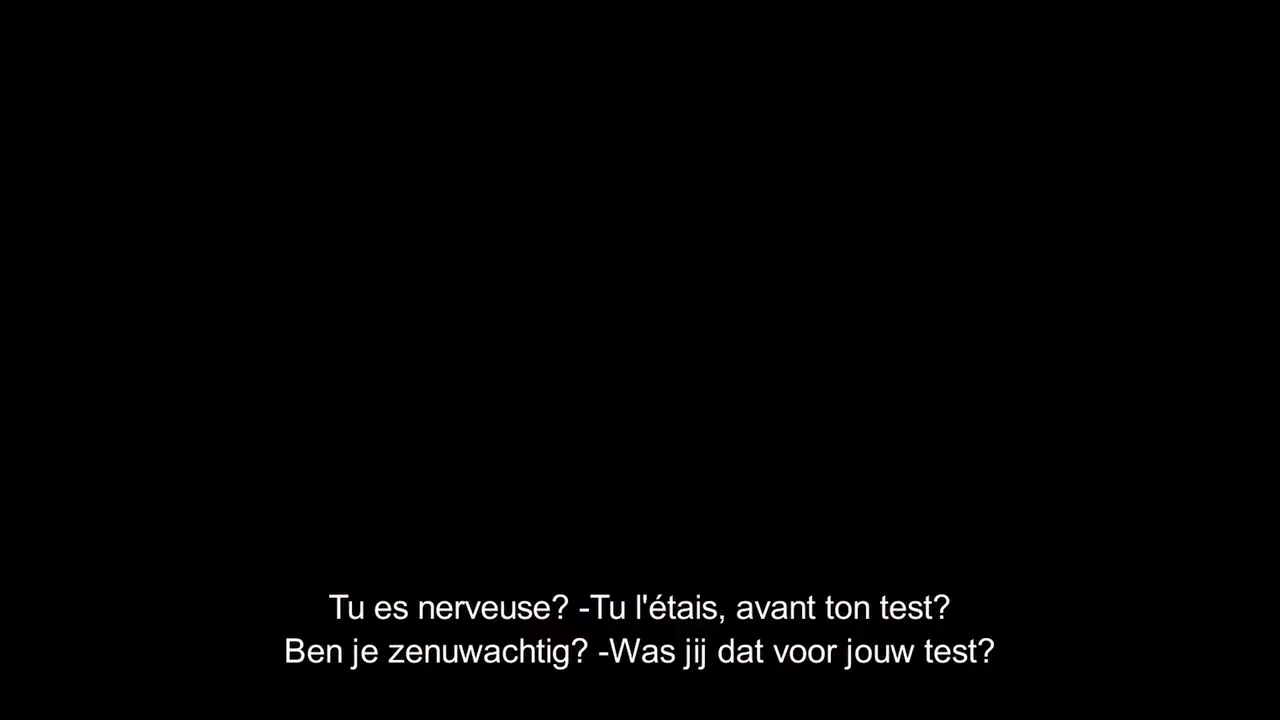 Tu es nerveuse? -Tu l'étais, avant ton test?
Ben je zenuwachtig? -Was jij dat voor jouw test?